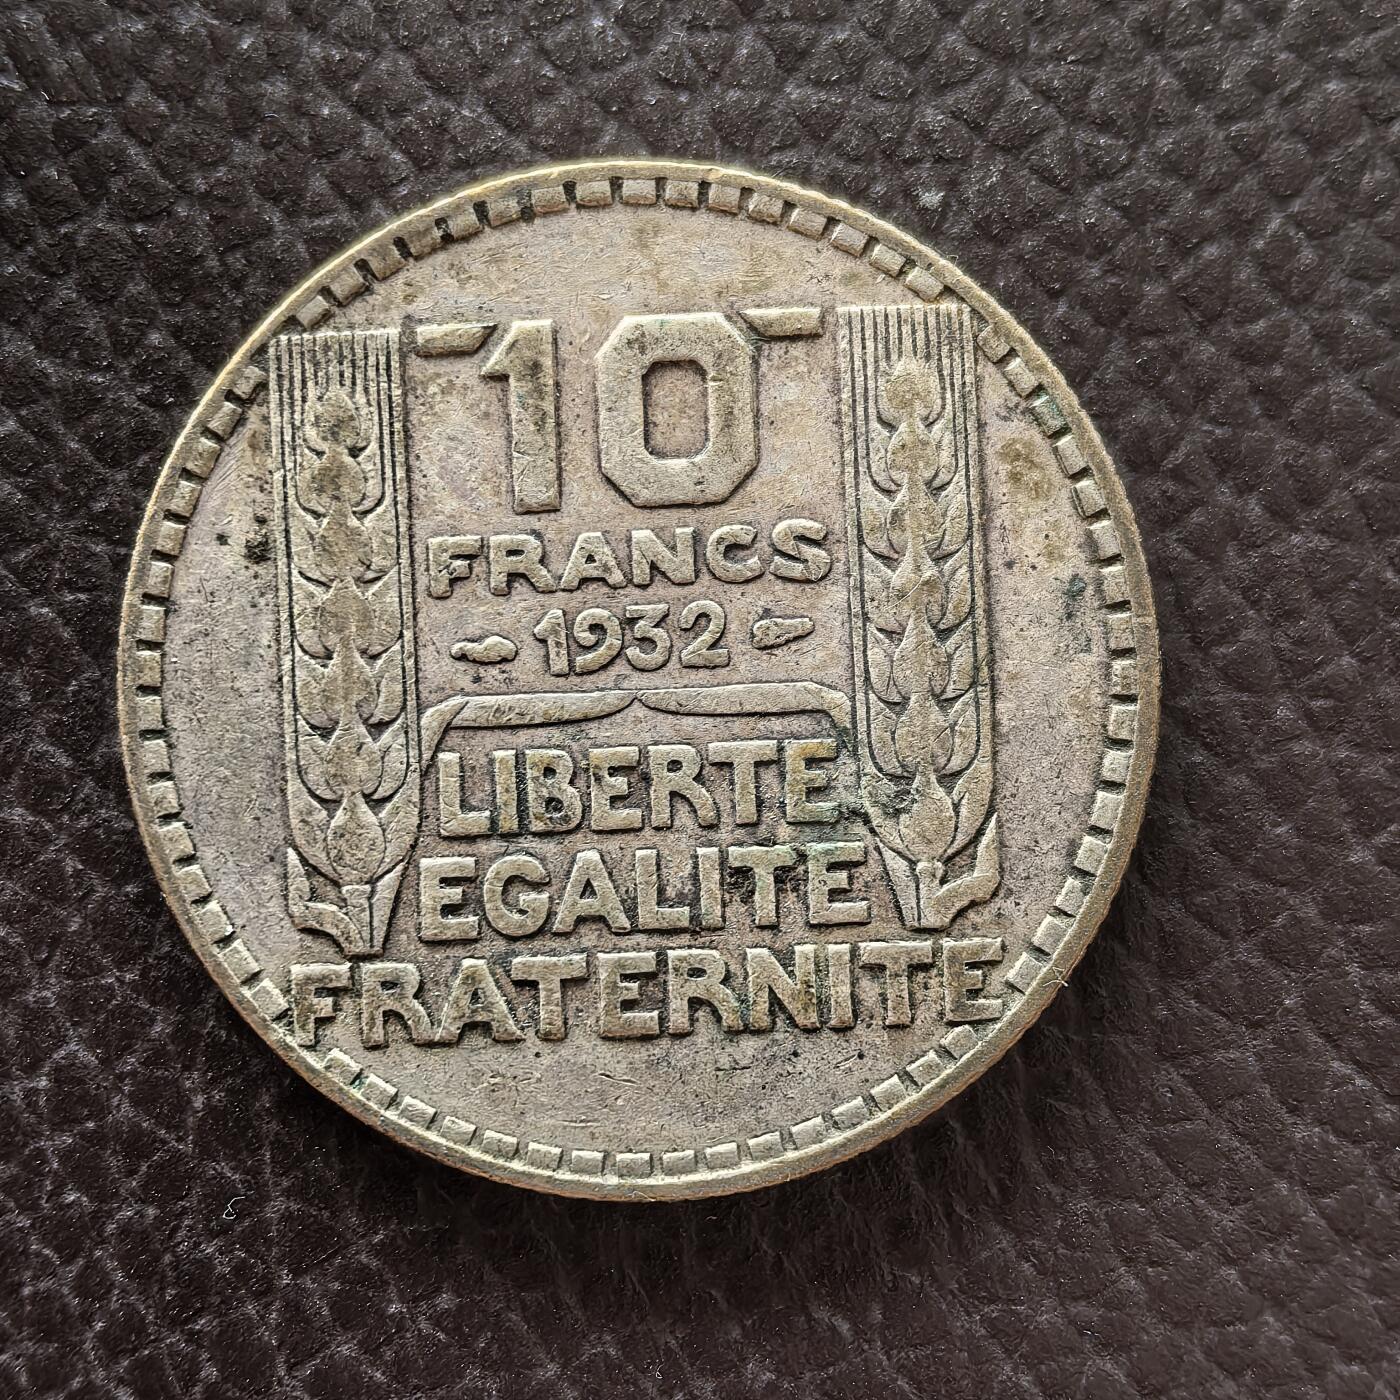 10
FRANCS
1932
LIBERTE
EGALITE
FRATERNITE